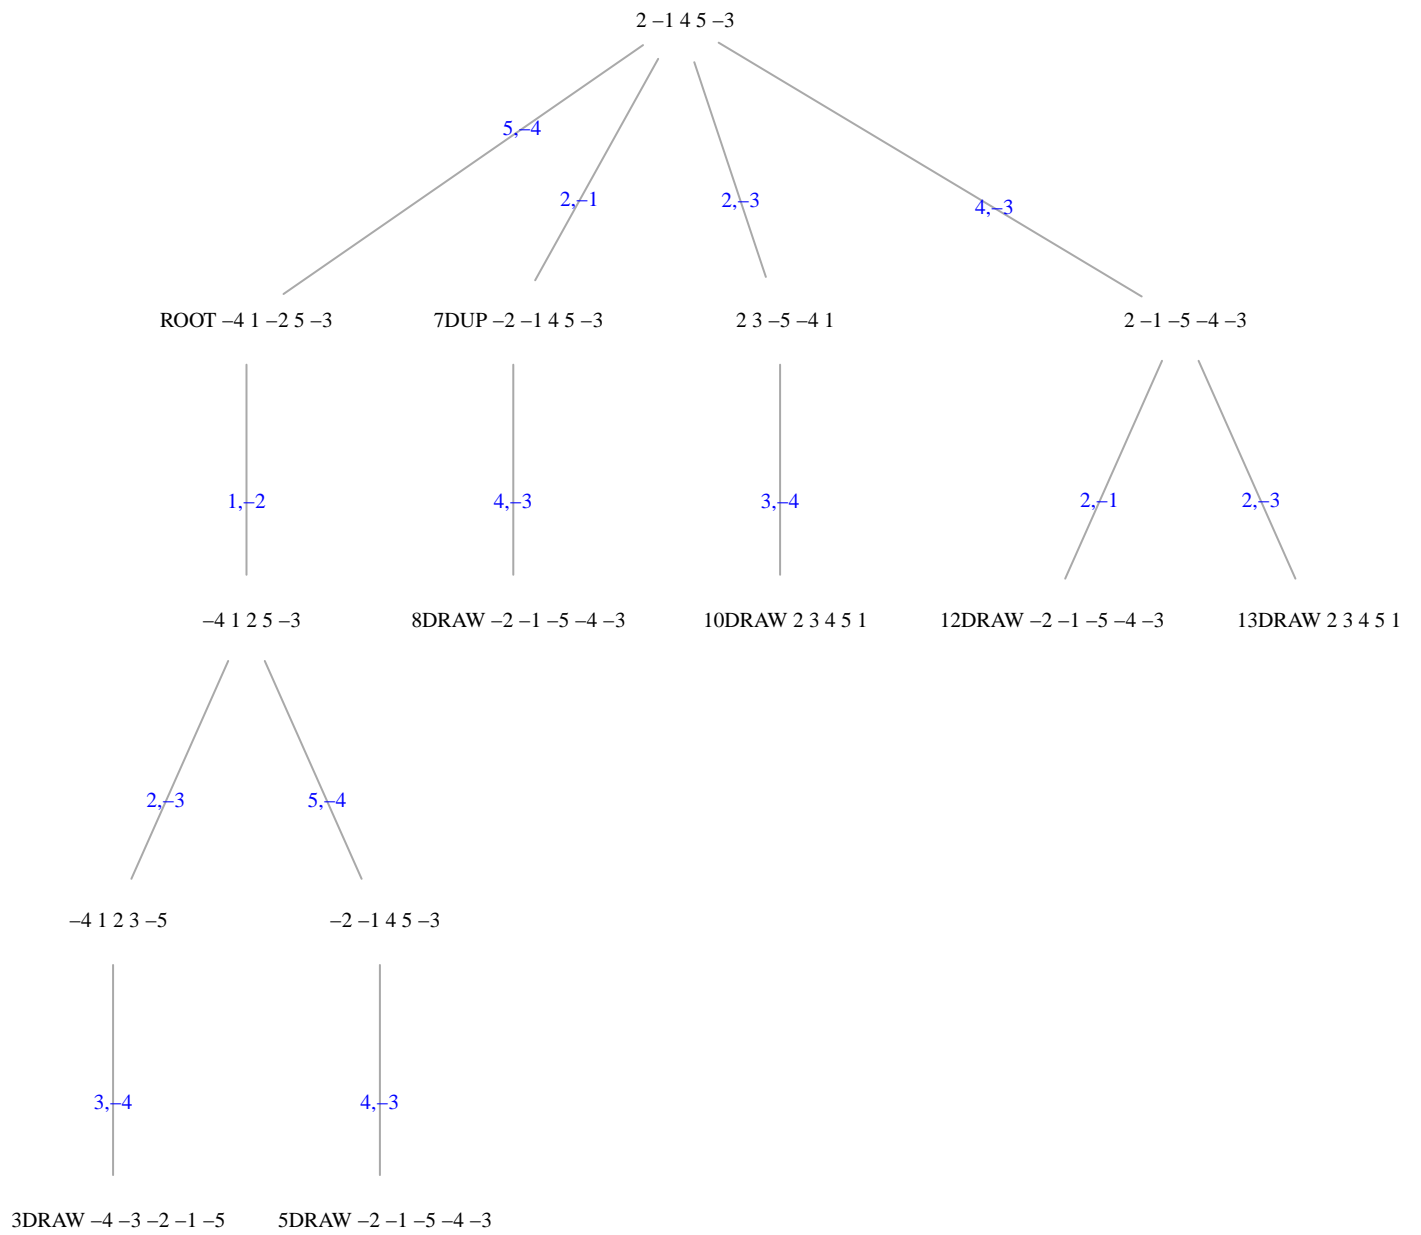 2 –1 4 5 –3
5,–4
2,–1
2,–3
4,–3
ROOT –4 1 –2 5 –3
7DUP –2 –1 4 5 –3
2 3 –5 –4 1
2 –1 –5 –4 –3
1,–2
4,–3
3,–4
2,–1
2,–3
–4 1 2 5 –3
8DRAW –2 –1 –5 –4 –3
10DRAW 2 3 4 5 1
12DRAW –2 –1 –5 –4 –3
13DRAW 2 3 4 5 1
2,–3
5,–4
–4 1 2 3 –5
–2 –1 4 5 –3
3,–4
4,–3
3DRAW –4 –3 –2 –1 –5
5DRAW –2 –1 –5 –4 –3